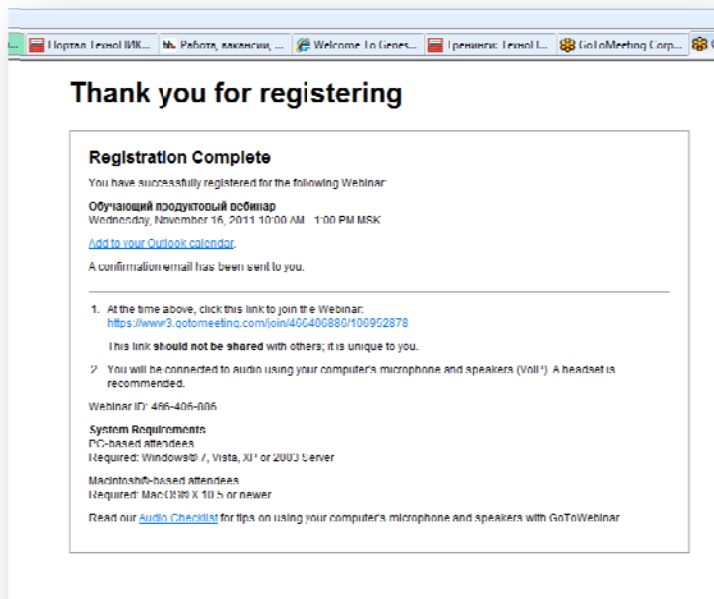 Портал ТехноНИК...
hh. Работа, вакансии, ...
Welcome To Genes...
Тренинги: Техно...
GoToMeeting Corp...
Thank you for registering
Registration Complete
You have successfully registered for the following Webinar:
Обучающий продуктовый вебинар
Wednesday, November 16, 2011 10:00 AM - 1:00 PM MSK
Add to your Outlook calendar.
A confirmation email has been sent to you.
1. At the time above, click this link to join the Webinar:
https://www3.gotomeeting.com/join/466406886/106952878
This link should not be shared with others; it is unique to you.
2. You will be connected to audio using your computer's microphone and speakers (VoIP). A headset is
recommended.
Webinar ID: 466-406-886
System Requirements
PC-based attendees
Required: Windows® 7, Vista, XP or 2003 Server
Macintosh®-based attendees
Required: Mac OS® X 10.5 or newer
Read our Audio Checklist for tips on using your computer's microphone and speakers with GoToWebinar